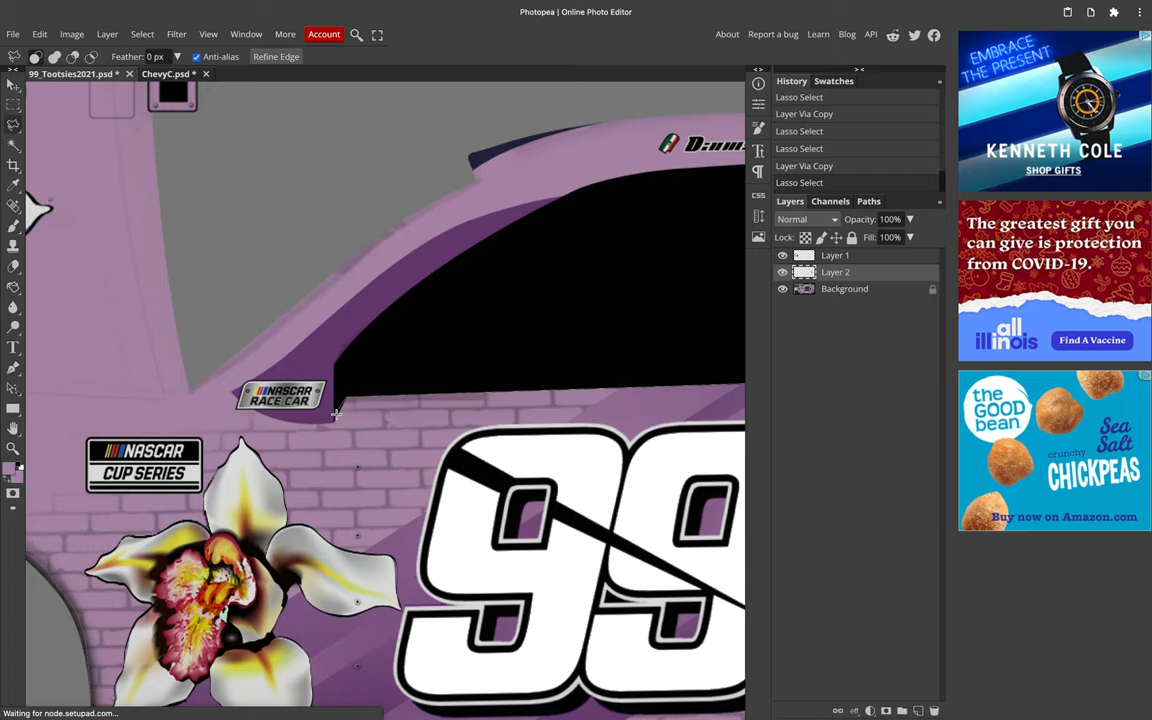 Photopea | Online Photo Editor
File Edit Image Layer Select Filter View Window More Account
About Report a bug Learn Blog API
Feather: 0 px Anti-alias Refine Edge
99_Tootsies2021.psd * ChevyC.psd *
History Swatches
Lasso Select
Layer Via Copy
Lasso Select
Lasso Select
Layer Via Copy
Lasso Select
Layers Channels Paths
Normal Opacity: 100%
Lock: Fill: 100%
Layer 1
Layer 2
Background
CSS
eff
NASCAR
RACE CAR
NASCAR
CUP SERIES
99
EMBRACE
THE PRESENT
KENNETH COLE
SHOP GIFTS
The greatest gift you
can give is protection
from COVID-19.
all
illinois
Find A Vaccine
THE
GOOD
bean
crunchy
Sea
Salt
CHICKPEAS
Buy now on Amazon.com
Waiting for node.setupad.com...